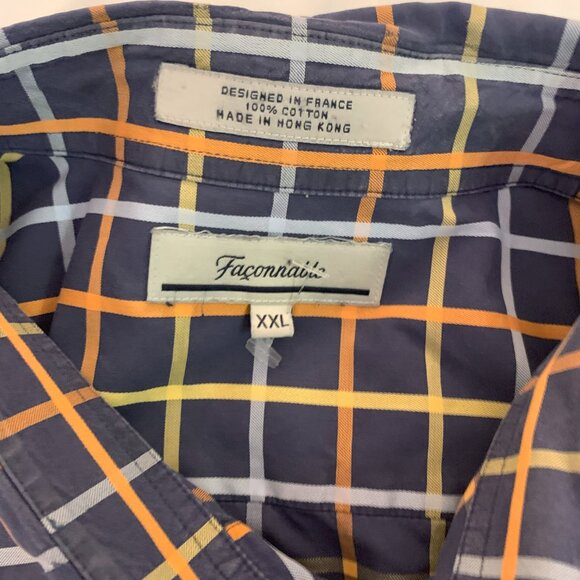 DESIGNED IN FRANCE
100% COTTON
MADE IN HONG KONG
Façonnable
XXL